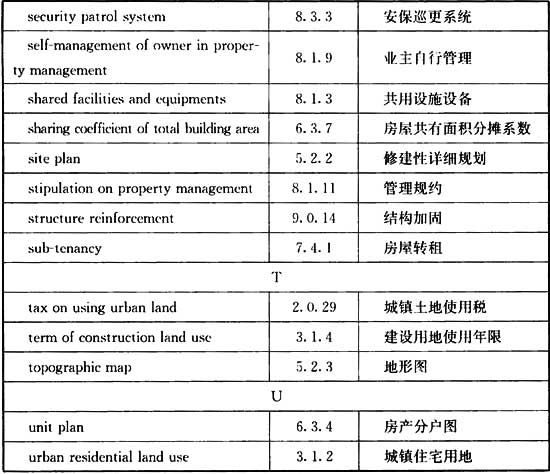 security patrol system 8.3.3 安保巡更系统
self-management of owner in proper-
ty management 8.1.9 业主自行管理
shared facilities and equipments 8.1.3 共用设施设备
sharing coefficient of total building area 6.3.7 房屋共有面积分摊系数
site plan 5.2.2 修建性详细规划
stipulation on property management 8.1.11 管理规约
structure reinforcement 9.0.14 结构加固
sub-tenancy 7.4.1 房屋转租
T
tax on using urban land 2.0.29 城镇土地使用税
term of construction land use 3.1.4 建设用地使用年限
topographic map 5.2.3 地形图
U
unit plan 6.3.4 房产分户图
urban residential land use 3.1.2 城镇住宅用地